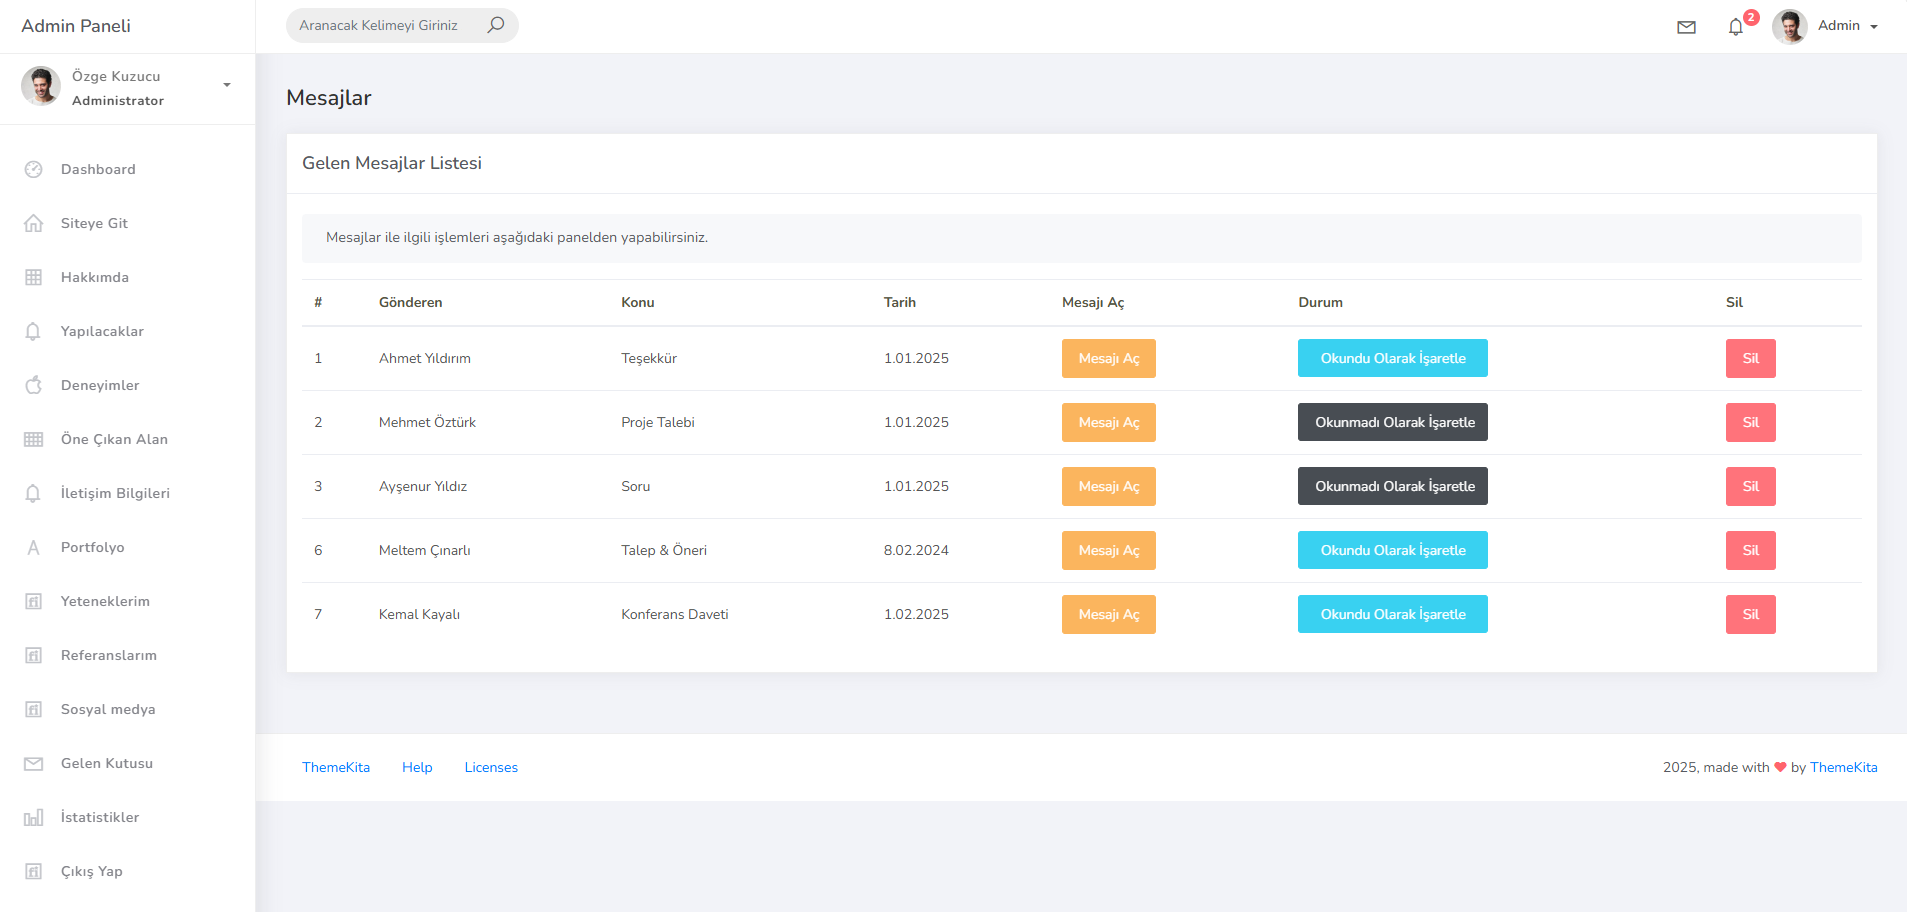 Admin Paneli
Aranacak Kelimeyi Giriniz
2
Admin
Özge Kuzucu
Administrator
Dashboard
Siteye Git
Hakkımda
Yapılacaklar
Deneyimler
Öne Çıkan Alan
İletişim Bilgileri
Portfolyo
Yeteneklerim
Referanslarım
Sosyal medya
Gelen Kutusu
İstatistikler
Çıkış Yap
Mesajlar
Gelen Mesajlar Listesi
Mesajlar ile ilgili işlemleri aşağıdaki panelden yapabilirsiniz.
# Gönderen Konu Tarih Mesajı Aç Durum Sil
1 Ahmet Yıldırım Teşekkür 1.01.2025 Mesajı Aç Okundu Olarak İşaretle Sil
2 Mehmet Öztürk Proje Talebi 1.01.2025 Mesajı Aç Okunmadı Olarak İşaretle Sil
3 Ayşenur Yıldız Soru 1.01.2025 Mesajı Aç Okunmadı Olarak İşaretle Sil
6 Meltem Çınarlı Talep & Öneri 8.02.2024 Mesajı Aç Okundu Olarak İşaretle Sil
7 Kemal Kayalı Konferans Daveti 1.02.2025 Mesajı Aç Okundu Olarak İşaretle Sil
ThemeKita Help Licenses
2025, made with ♥ by ThemeKita